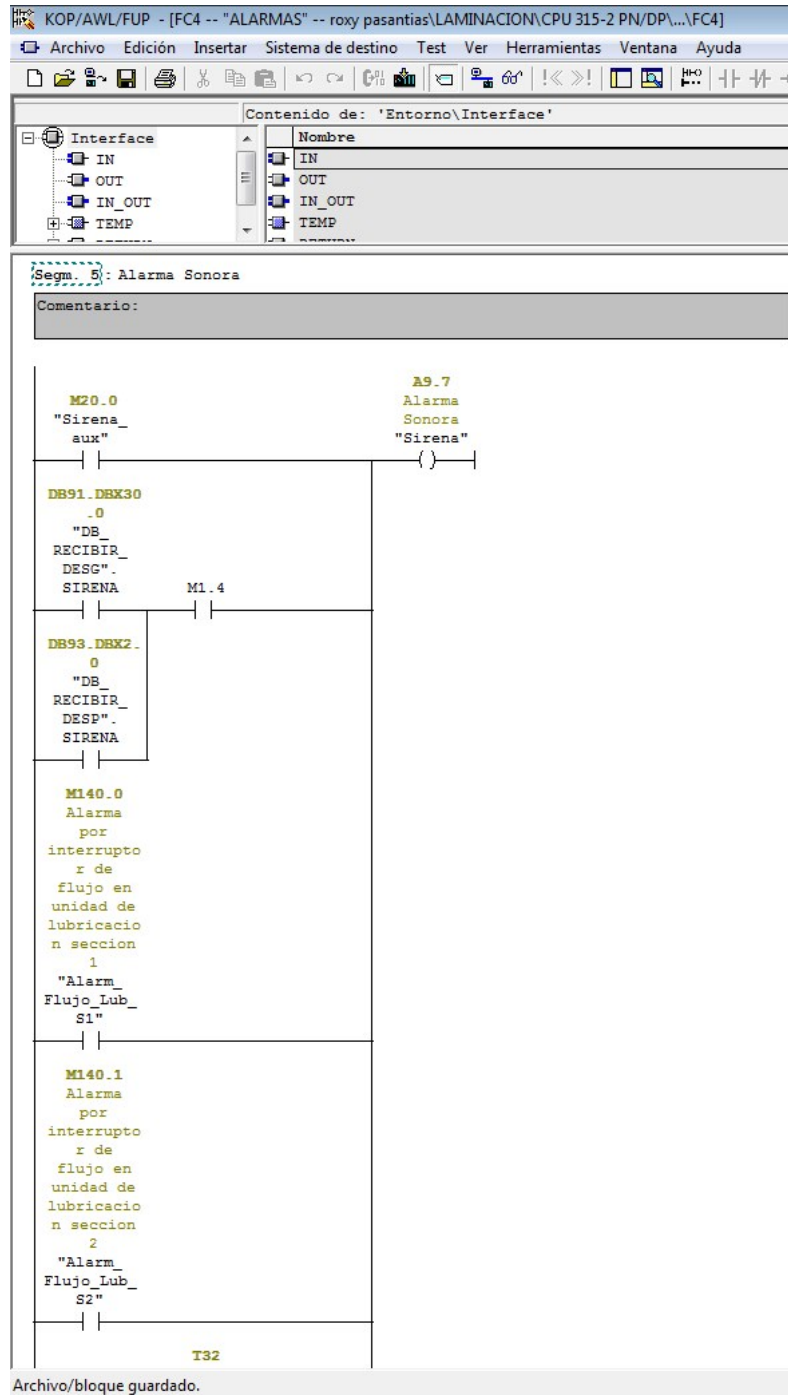 KOP/AWL/FUP - [FC4 -- "ALARMAS" -- roxy pasantias\LAMINACION\CPU 315-2 PN/DP\...\FC4]
Archivo Edición Insertar Sistema de destino Test Ver Herramientas Ventana Ayuda
Contenido de: 'Entorno\Interface'
Interface
IN
OUT
IN_OUT
TEMP
Nombre
IN
OUT
IN_OUT
TEMP
Segm. 5: Alarma Sonora
Comentario:
M20.0
"Sirena_
aux"
A9.7
Alarma
Sonora
"Sirena"
DB91.DBX30
.0
"DB_
RECIBIR_
DESG".
SIRENA
M1.4
DB93.DBX2.
0
"DB_
RECIBIR_
DESP".
SIRENA
M140.0
Alarma
por
interrupto
r de
flujo en
unidad de
lubricacio
n seccion
1
"Alarm_
Flujo_Lub_
S1"
M140.1
Alarma
por
interrupto
r de
flujo en
unidad de
lubricacio
n seccion
2
"Alarm_
Flujo_Lub_
S2"
T32
Archivo/bloque guardado.